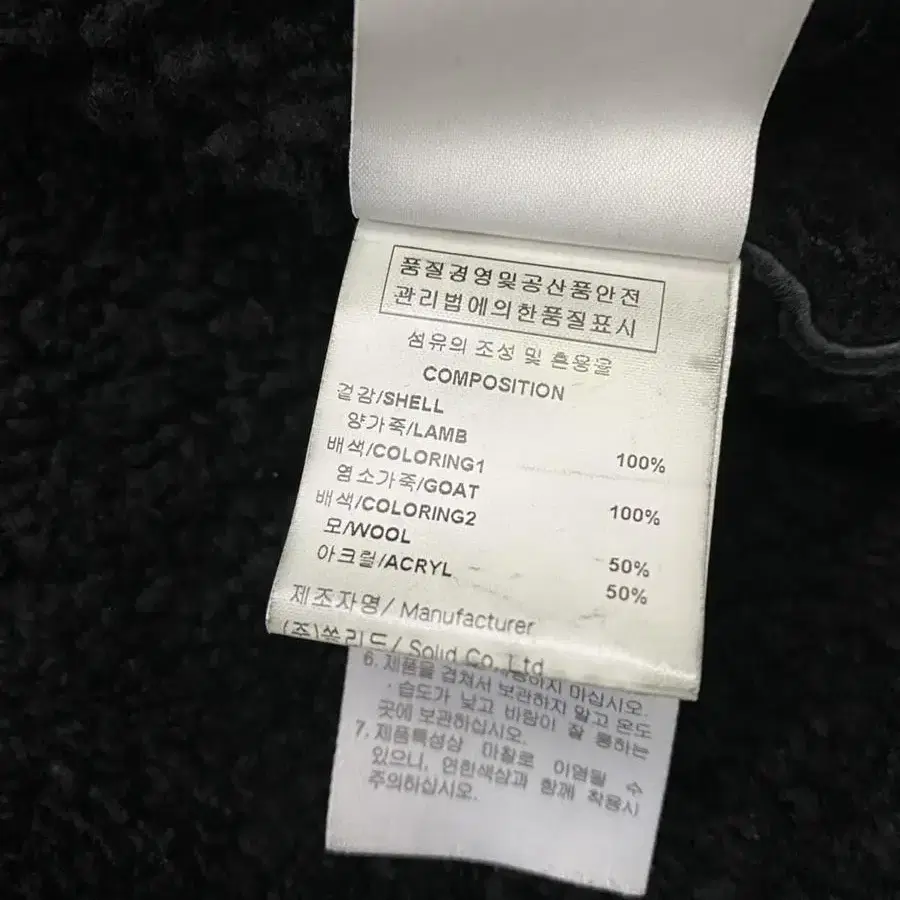 품질경영및공산품안전
관리법에의한품질표시
섬유의 조성 및 혼용율
COMPOSITION
겉감/SHELL
양가죽/LAMB 100%
배색/COLORING1
염소가죽/GOAT 100%
배색/COLORING2
모/WOOL 50%
아크릴/ACRYL 50%
제조자명/ Manufacturer
(주)쏠리드/ Solid Co.,Ltd
하지 마십시오.
6. 제품을 겹쳐서 보관하지 말고 온도
습도가 낮고 바람이 잘 통하는
곳에 보관하십시오.
7. 제품특성상 마찰로 이염될 수
있으니, 연한색상과 함께 착용시
주의하십시오.